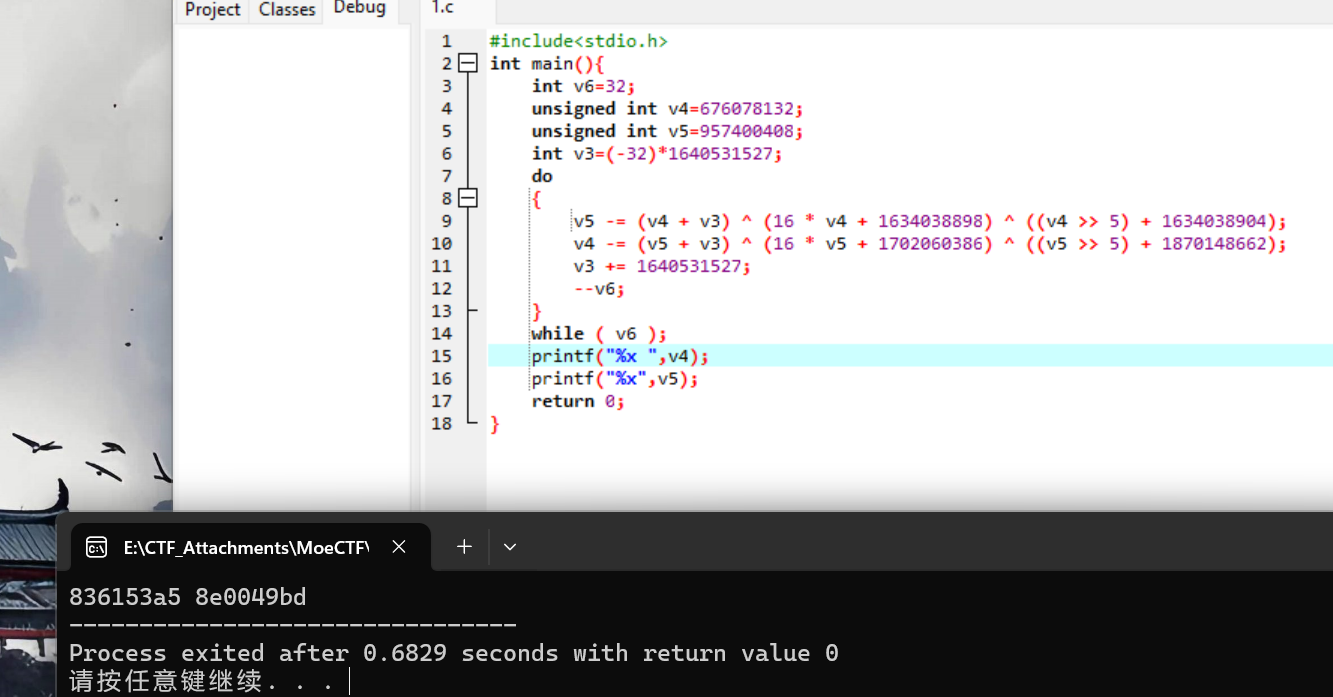 Project Classes Debug 1.c
1 #include<stdio.h>
2 int main(){
3 int v6=32;
4 unsigned int v4=676078132;
5 unsigned int v5=957400408;
6 int v3=(-32)*1640531527;
7 do
8 {
9 v5 -= (v4 + v3) ^ (16 * v4 + 1634038898) ^ ((v4 >> 5) + 1634038904);
10 v4 -= (v5 + v3) ^ (16 * v5 + 1702060386) ^ ((v5 >> 5) + 1870148662);
11 v3 += 1640531527;
12 --v6;
13 }
14 while ( v6 );
15 printf("%x ",v4);
16 printf("%x",v5);
17 return 0;
18 }
E:\CTF_Attachments\MoeCTF\
836153a5 8e0049bd
--------------------------------
Process exited after 0.6829 seconds with return value 0
请按任意键继续. . .